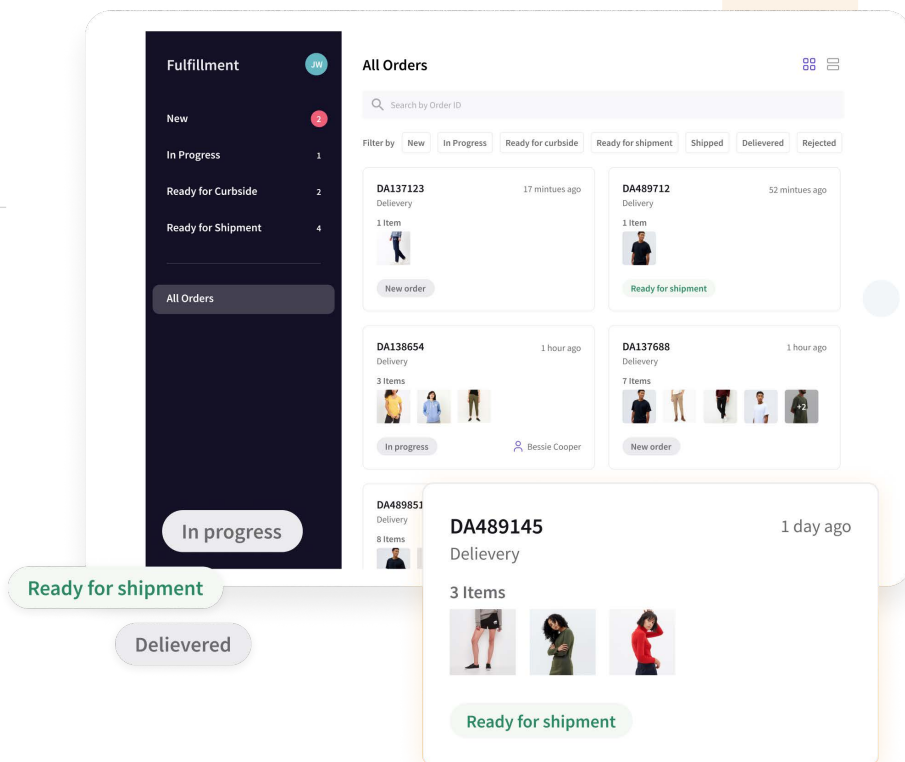 Fulfillment
JW
New
2
In Progress
1
Ready for Curbside
2
Ready for Shipment
4
All Orders
In progress
Ready for shipment
Delievered
All Orders
Search by Order ID
Filter by New In Progress Ready for curbside Ready for shipment Shipped Delievered Rejected
DA137123
17 mintues ago
Delievery
1 Item
New order
DA489712
52 mintues ago
Delivery
1 Item
Ready for shipment
DA138654
1 hour ago
Delivery
3 Items
In progress
Bessie Cooper
DA137688
1 hour ago
Delievery
7 Items
+2
New order
DA489851
Delivery
8 Items
DA489145
1 day ago
Delievery
3 Items
Ready for shipment